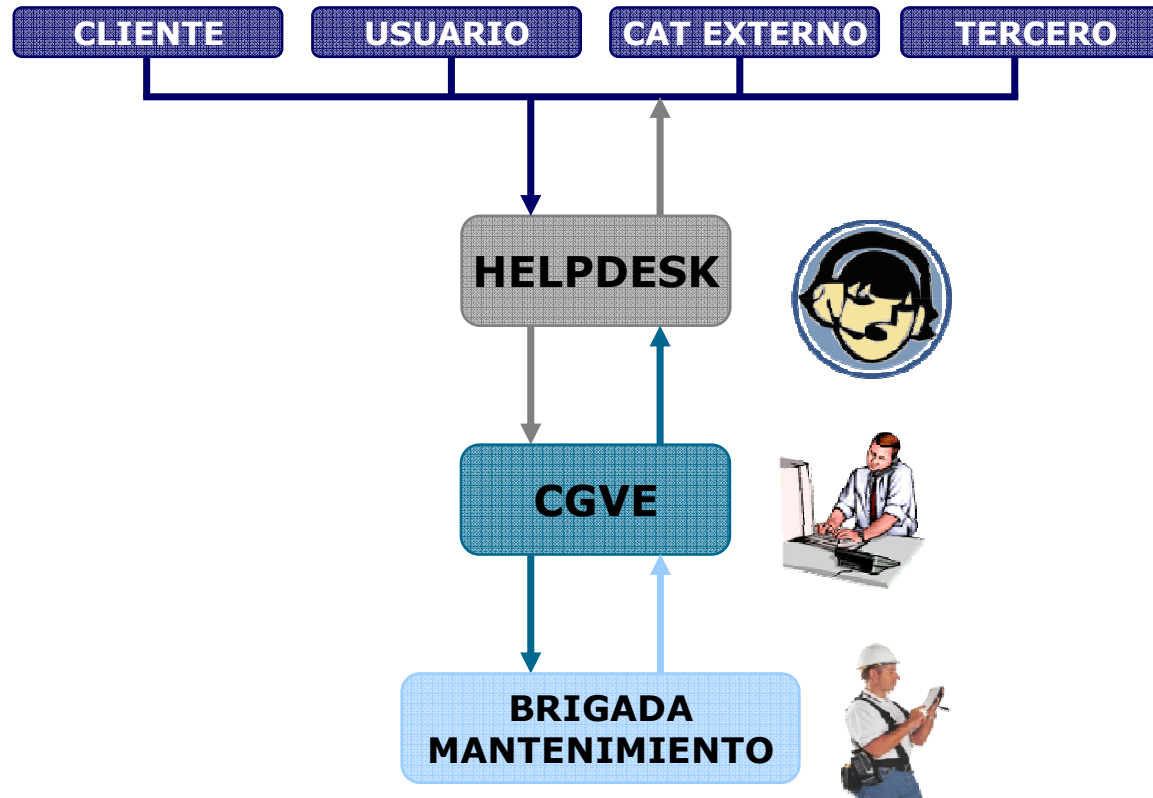 CLIENTE
USUARIO
CAT EXTERNO
TERCERO
HELPDESK
CGVE
BRIGADA
MANTENIMIENTO